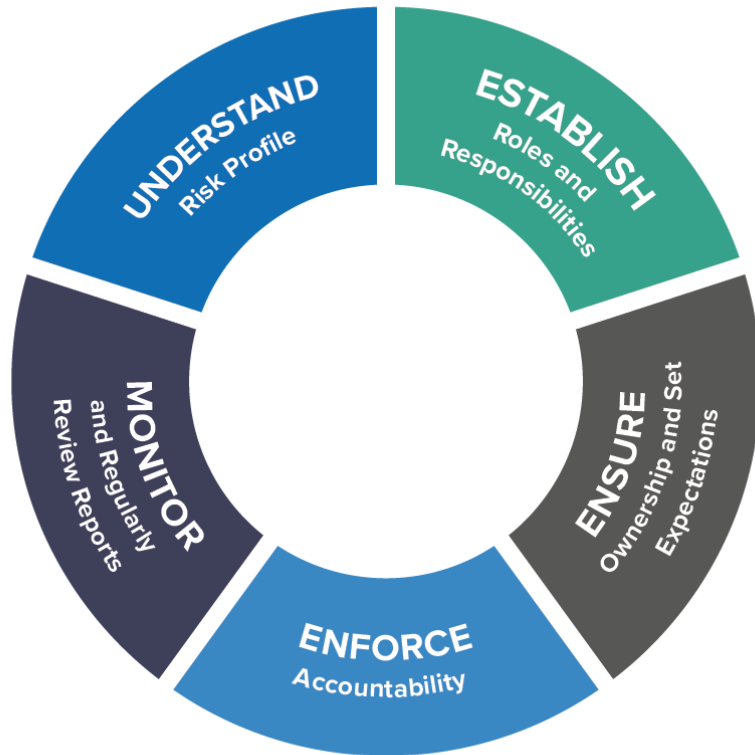 UNDERSTAND
Risk Profile
ESTABLISH
Roles and
Responsibilities
ENSURE
Ownership and Set
Expectations
ENFORCE
Accountability
MONITOR
and Regularly
Review Reports